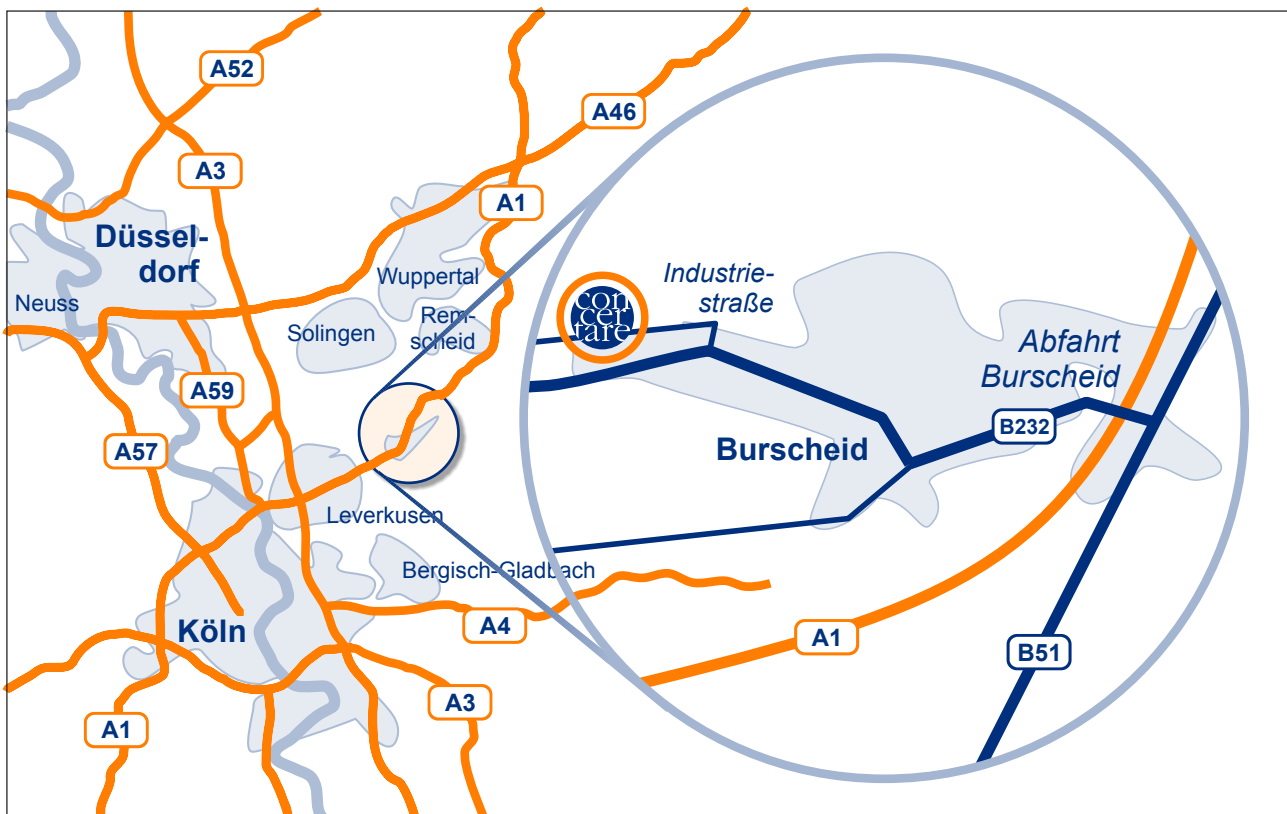 A52
A46
A3
A1
Düssel-
dorf
Neuss
Wuppertal
Solingen
Rem-
scheid
A59
A57
Leverkusen
Bergisch-Gladbach
Köln
A4
A3
A1
con
cer
tare
Industrie-
straße
Abfahrt
Burscheid
B232
Burscheid
A1
B51